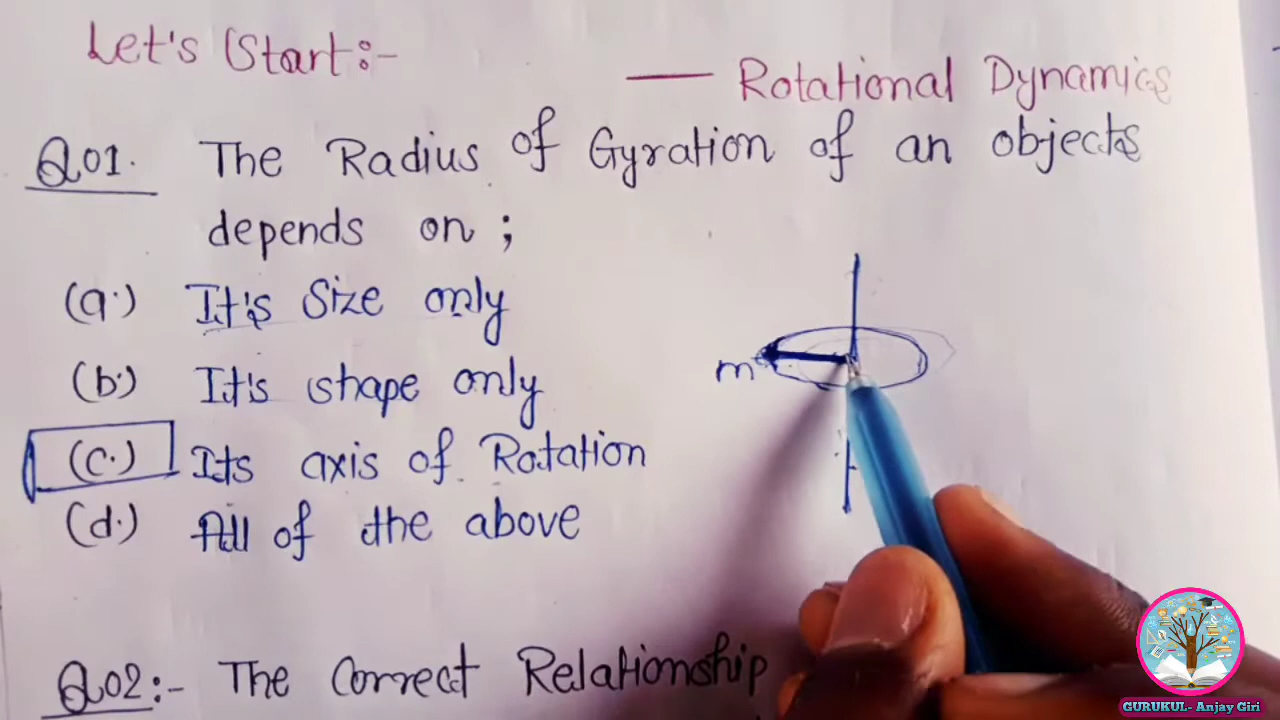 Let's Start:-
— Rotational Dynamics
Q01. The Radius of Gyration of an objects
depends on ;
(a.) It's Size only
(b.) It's shape only
(c.) Its axis of Rotation
(d.) All of the above
m
Q02:- The Correct Relationship
GURUKUL- Anjay Giri